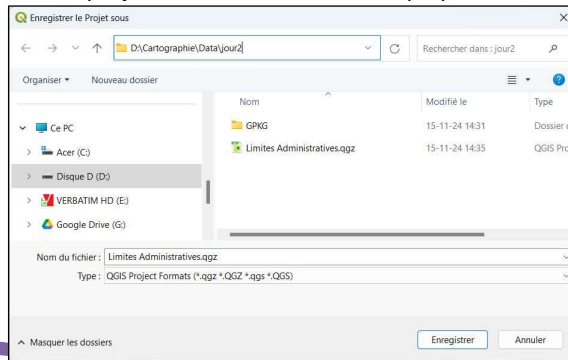 Enregistrer le Projet sous
D:\Cartographie\Data\jour2
Rechercher dans : jour2
Organiser Nouveau dossier
Nom Modifié le Type
GPKG 15-11-24 14:31 Dossier
Limites Administratives.qgz 15-11-24 14:35 QGIS Pro
Ce PC
Acer (C:)
Disque D (D:)
VERBATIM HD (E:)
Google Drive (G:)
Nom du fichier : Limites Administratives.qgz
Type : QGIS Project Formats (*.qgz *.QGZ *.qgs *.QGS)
Masquer les dossiers
Enregistrer Annuler